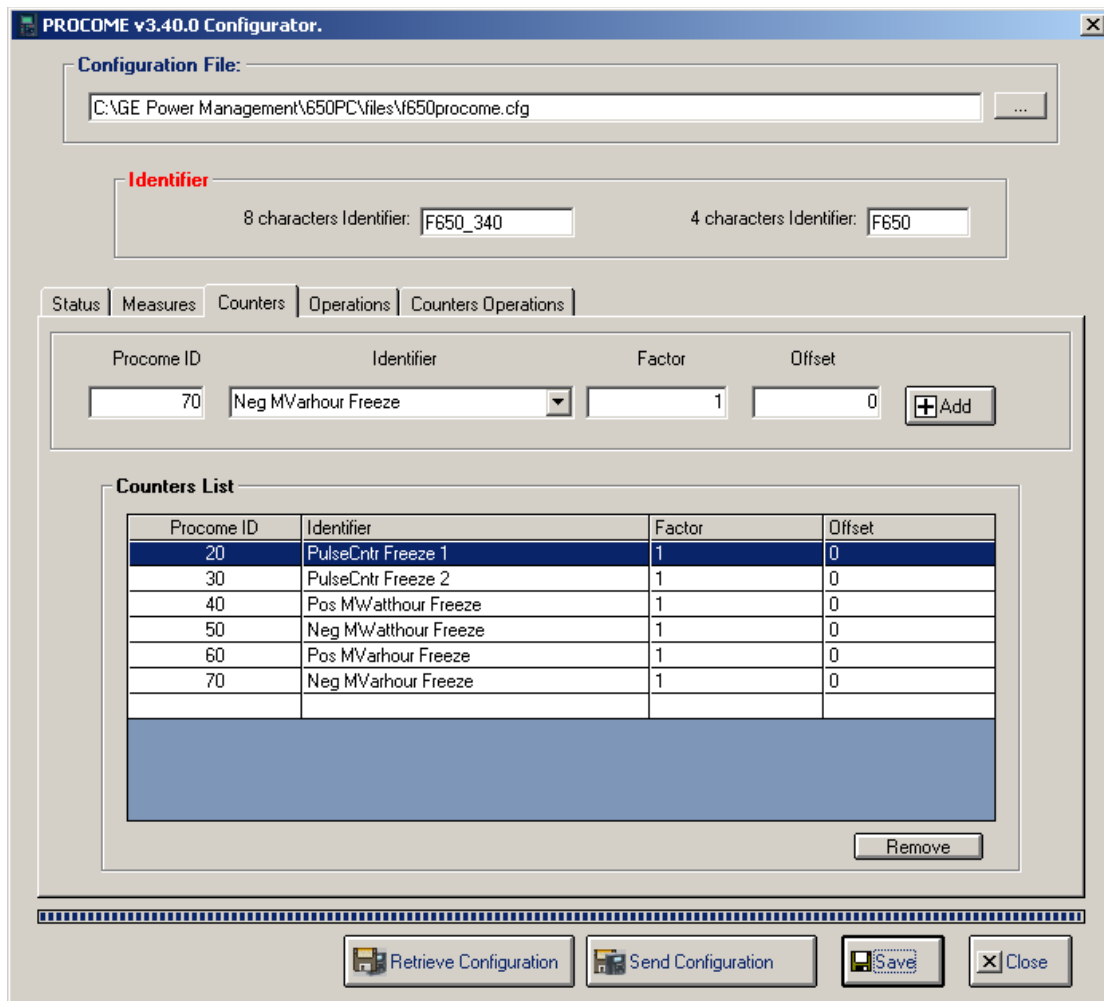 PROCOME v3.40.0 Configurator.
Configuration File:
C:\GE Power Management\650PC\files\f650procome.cfg ...
Identifier
8 characters Identifier: F650_340 4 characters Identifier: F650
Status Measures Counters Operations Counters Operations
Procome ID Identifier Factor Offset
70 Neg MVarhour Freeze 1 0 Add
Counters List
Procome ID Identifier Factor Offset
20 PulseCntr Freeze 1 1 0
30 PulseCntr Freeze 2 1 0
40 Pos MWatthour Freeze 1 0
50 Neg MWatthour Freeze 1 0
60 Pos MVarhour Freeze 1 0
70 Neg MVarhour Freeze 1 0
Remove
Retrieve Configuration Send Configuration Save Close